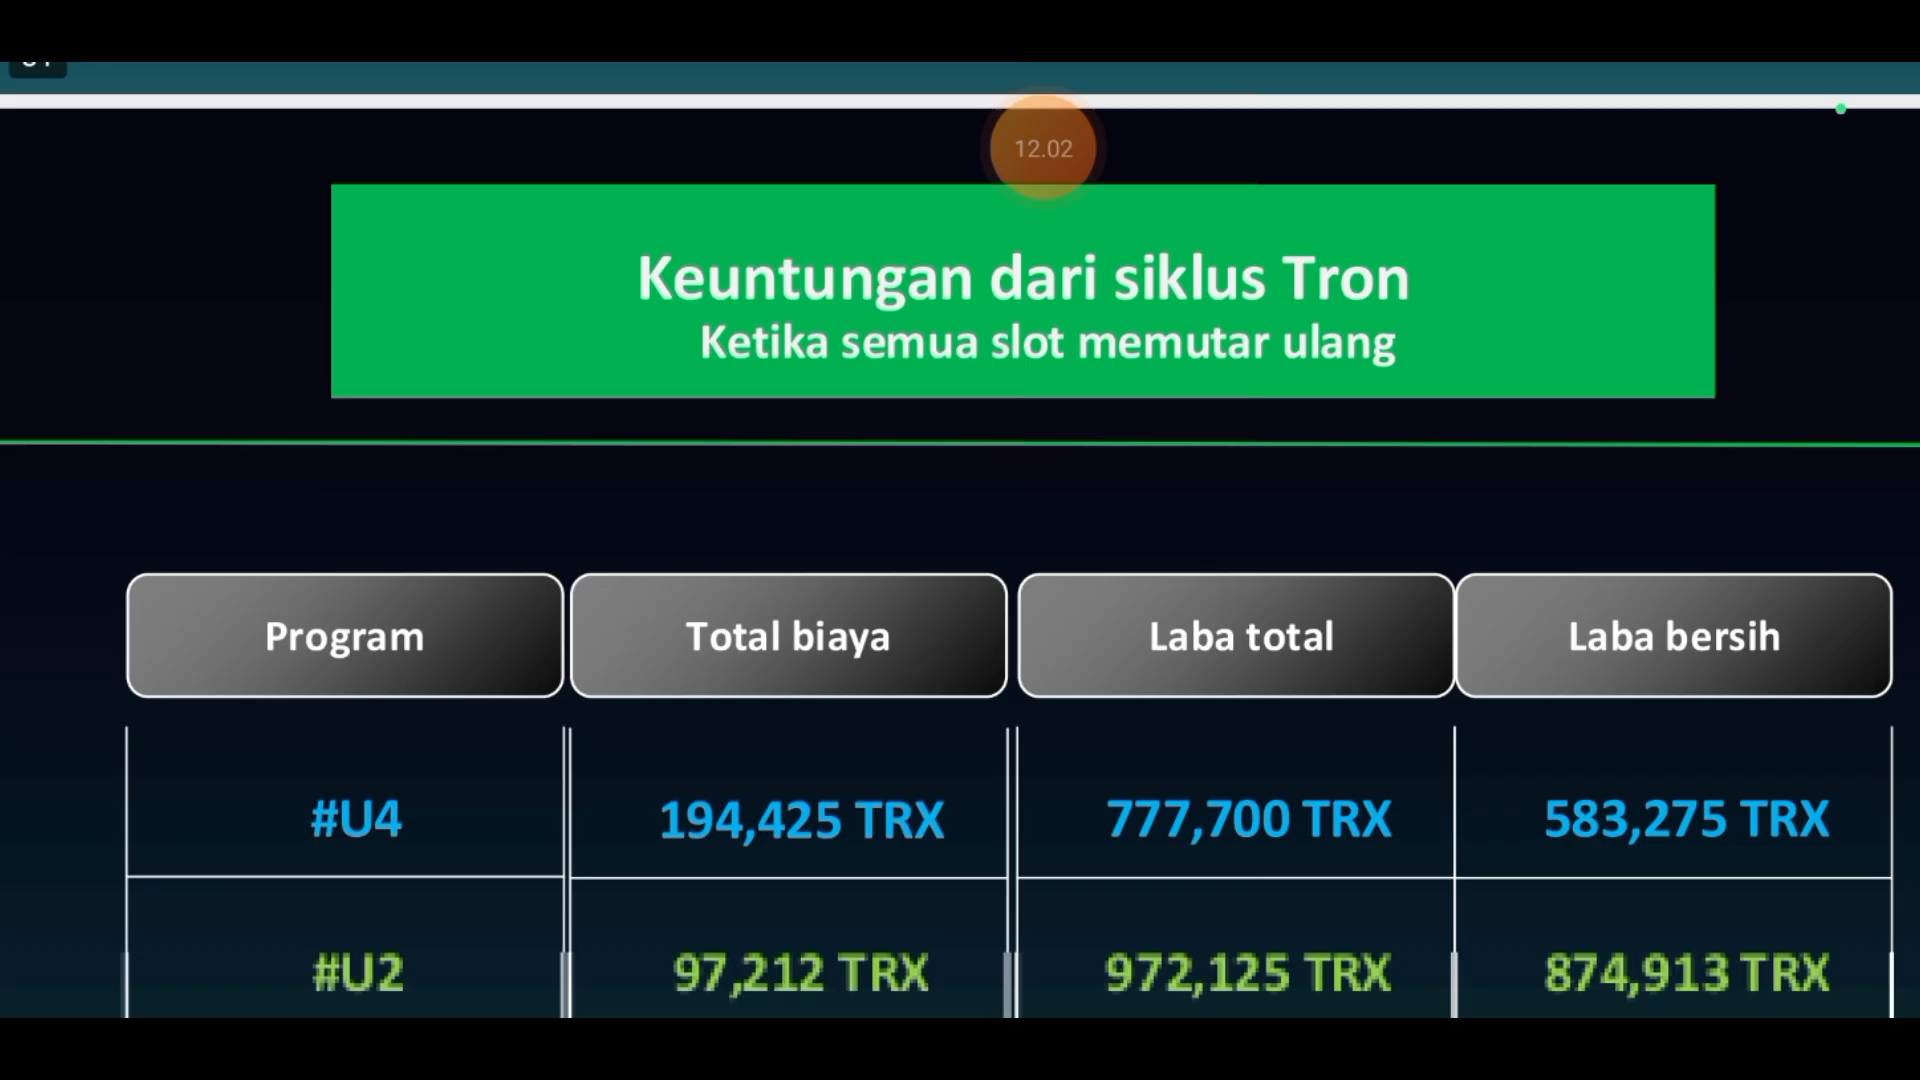 12.02
Keuntungan dari siklus Tron
Ketika semua slot memutar ulang
Program Total biaya Laba total Laba bersih
#U4 194,425 TRX 777,700 TRX 583,275 TRX
#U2 97,212 TRX 972,125 TRX 874,913 TRX